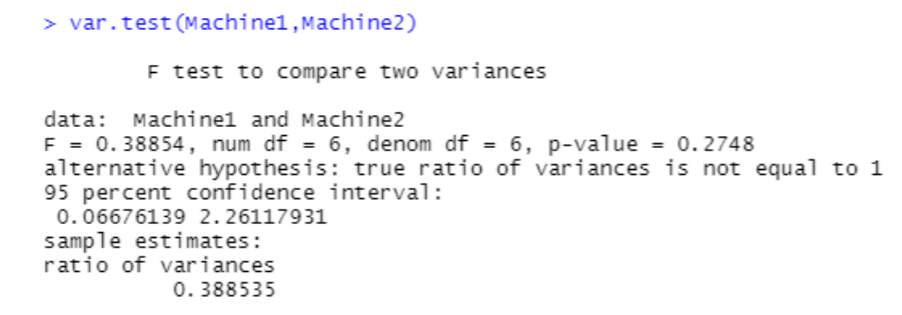 > var.test(Machine1,Machine2)
F test to compare two variances
data: Machine1 and Machine2
F = 0.38854, num df = 6, denom df = 6, p-value = 0.2748
alternative hypothesis: true ratio of variances is not equal to 1
95 percent confidence interval:
0.06676139 2.26117931
sample estimates:
ratio of variances
0.388535